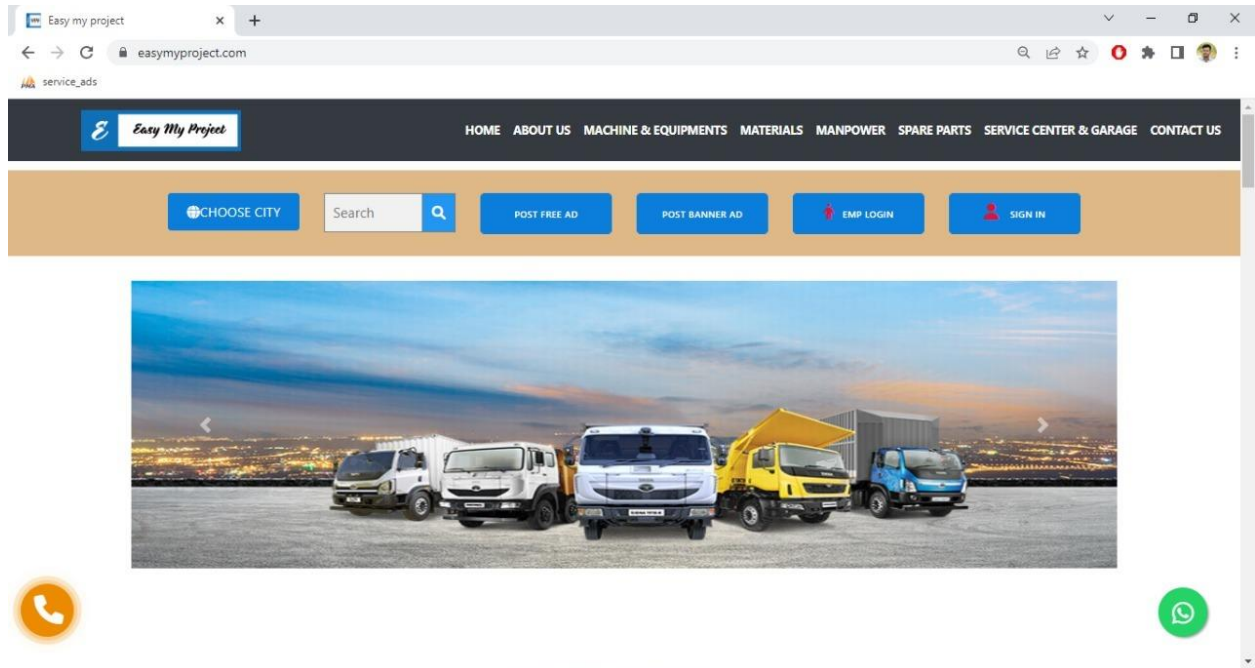 Easy my project
easymyproject.com
service_ads
E Easy My Project
HOME ABOUT US MACHINE & EQUIPMENTS MATERIALS MANPOWER SPARE PARTS SERVICE CENTER & GARAGE CONTACT US
CHOOSE CITY Search POST FREE AD POST BANNER AD EMP LOGIN SIGN IN